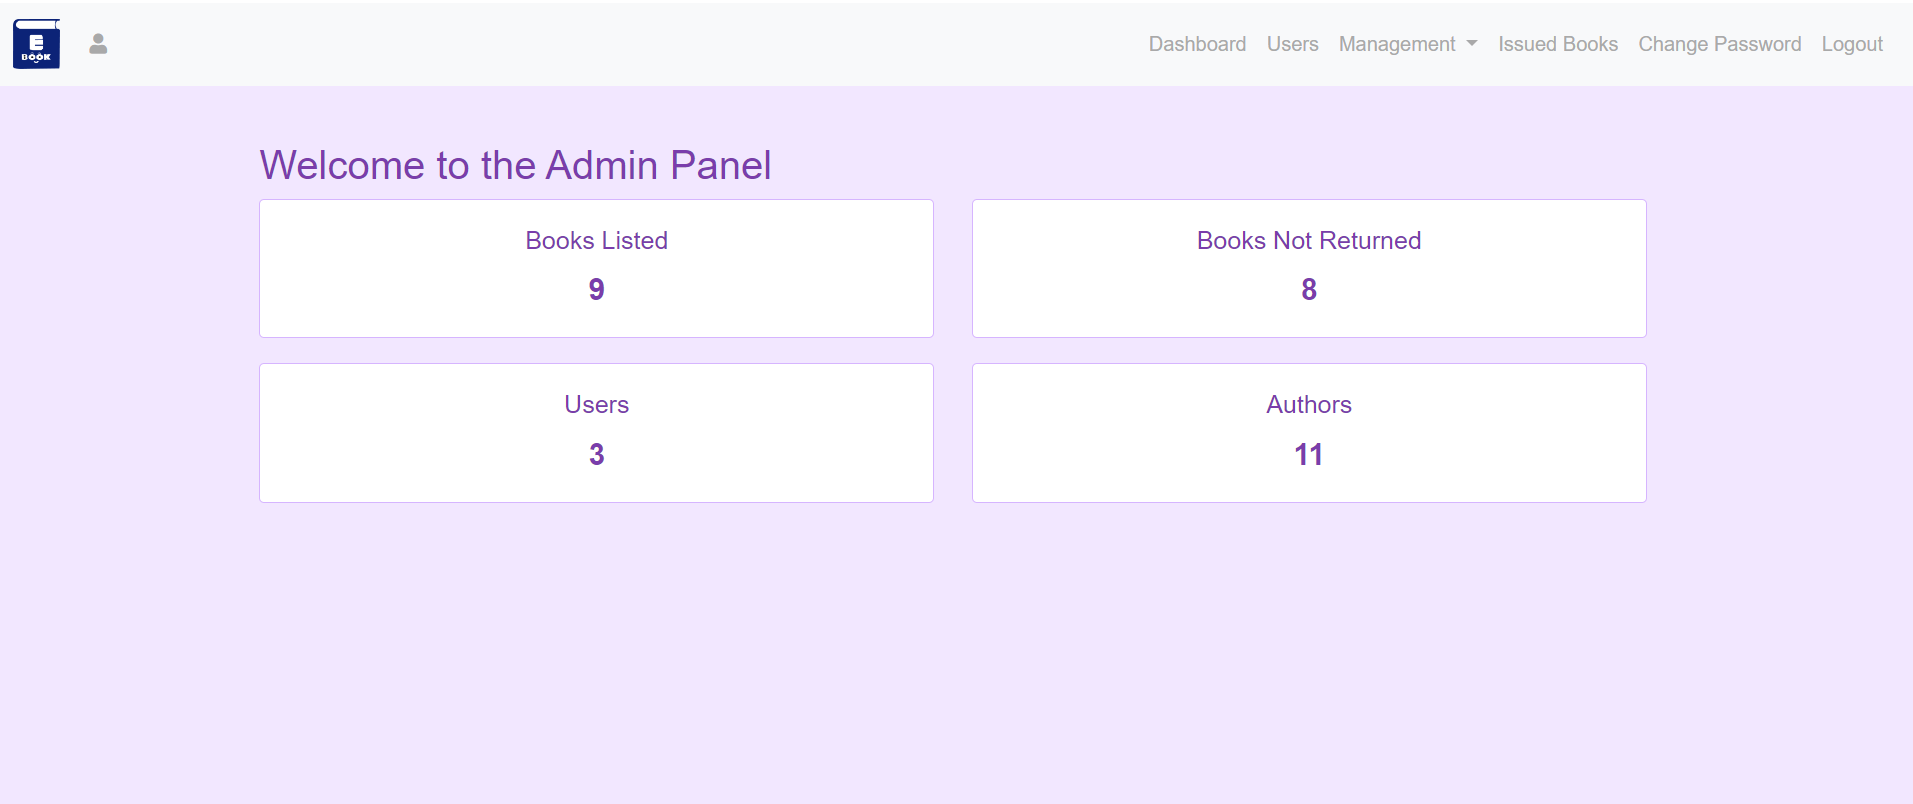 E
BOOK
Dashboard Users Management Issued Books Change Password Logout
Welcome to the Admin Panel
Books Listed
9
Books Not Returned
8
Users
3
Authors
11